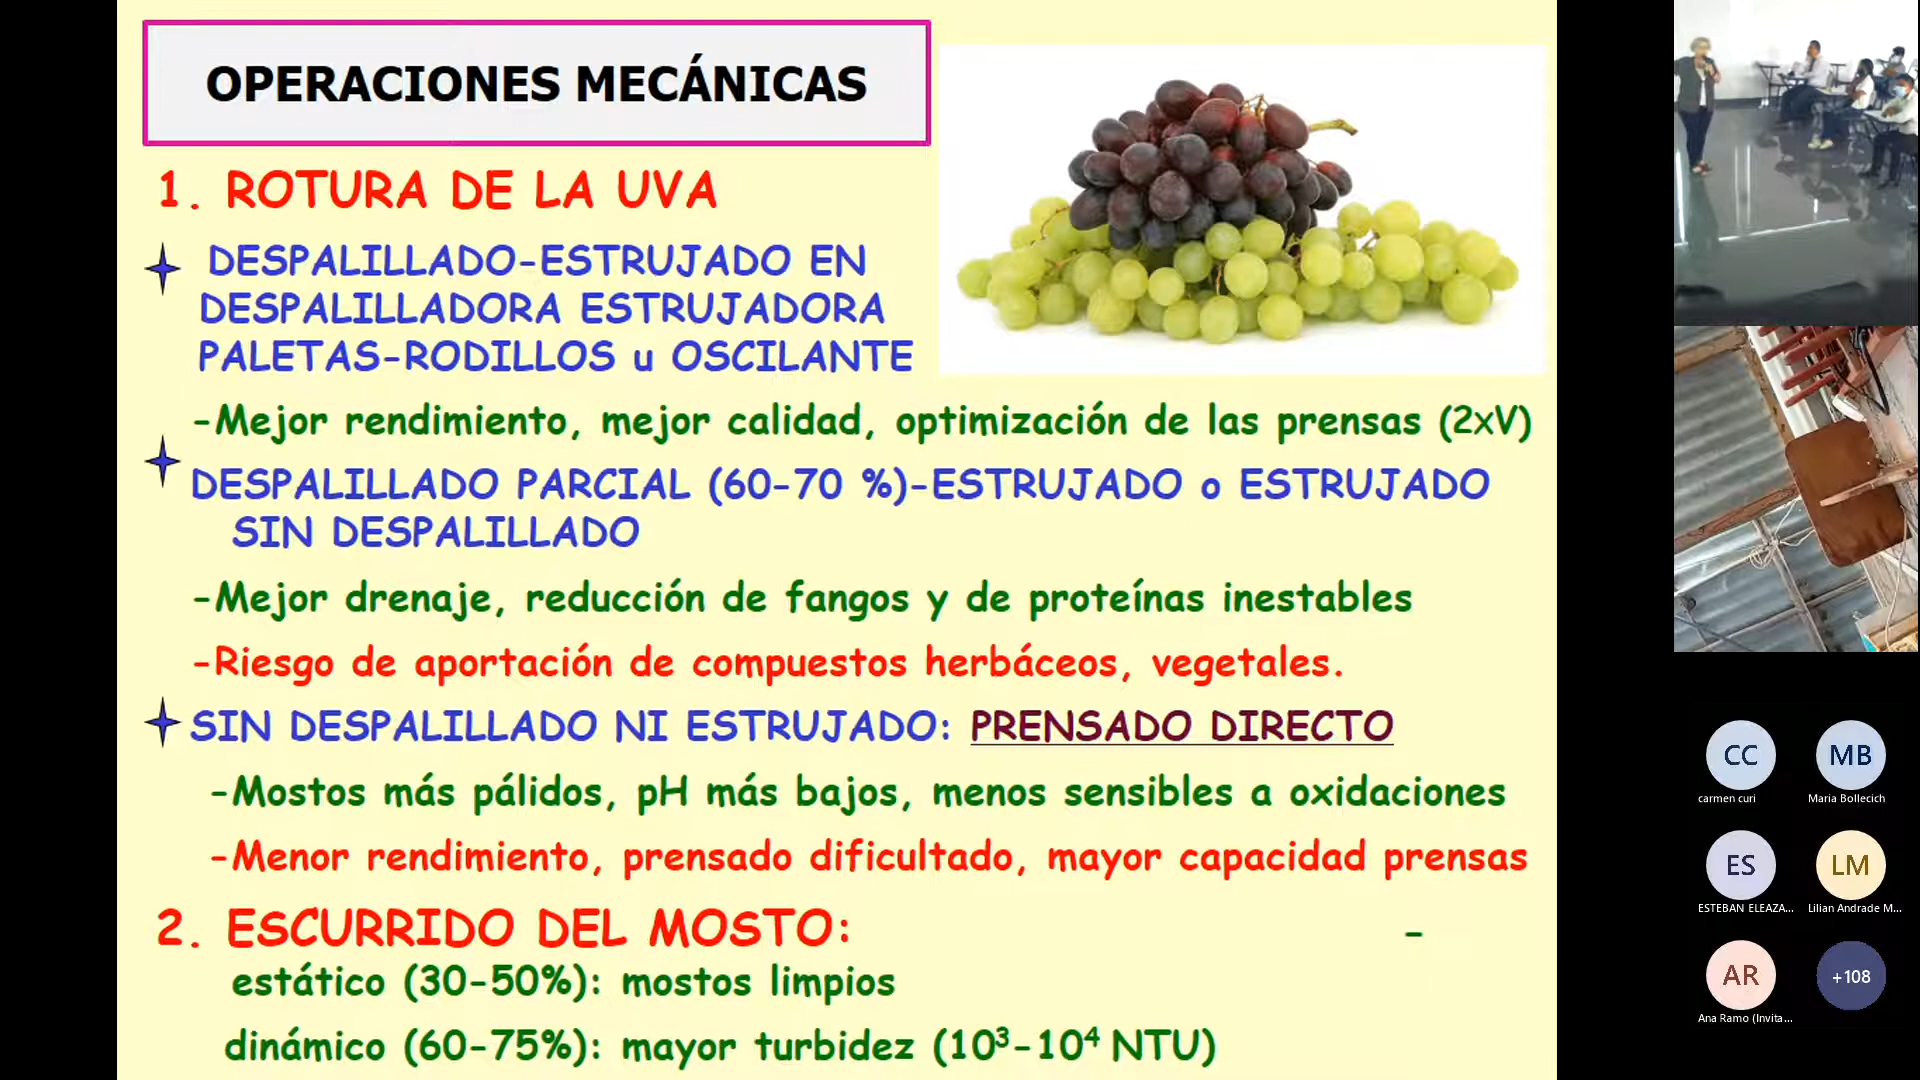 OPERACIONES MECÁNICAS
1. ROTURA DE LA UVA
DESPALILLADO-ESTRUJADO EN
DESPALILLADORA ESTRUJADORA
PALETAS-RODILLOS u OSCILANTE
-Mejor rendimiento, mejor calidad, optimización de las prensas (2xV)
DESPALILLADO PARCIAL (60-70 %)-ESTRUJADO o ESTRUJADO
SIN DESPALILLADO
-Mejor drenaje, reducción de fangos y de proteínas inestables
-Riesgo de aportación de compuestos herbáceos, vegetales.
SIN DESPALILLADO NI ESTRUJADO: PRENSADO DIRECTO
-Mostos más pálidos, pH más bajos, menos sensibles a oxidaciones
-Menor rendimiento, prensado dificultado, mayor capacidad prensas
2. ESCURRIDO DEL MOSTO: -
estático (30-50%): mostos limpios
dinámico (60-75%): mayor turbidez (10³-10⁴ NTU)
CC
carmen curi
MB
Maria Bollecich
ES
ESTEBAN ELEAZA...
LM
Lilian Andrade M...
AR
Ana Ramo (Invita...
+108